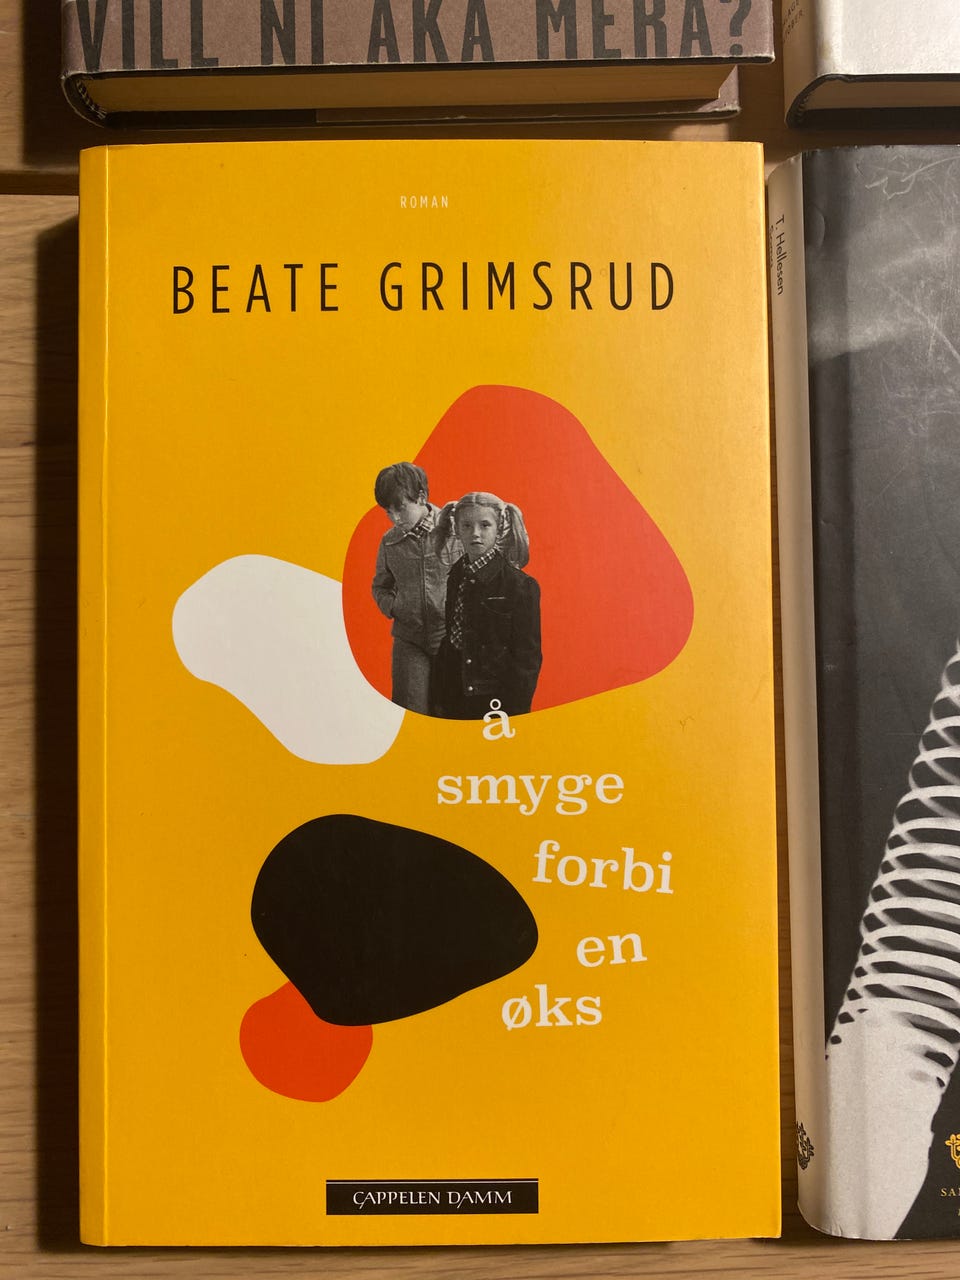 VILL NI ÅKA MERA?
ROMAN
BEATE GRIMSRUD
å
smyge
forbi
en
øks
CAPPELEN DAMM
T. Hellesen